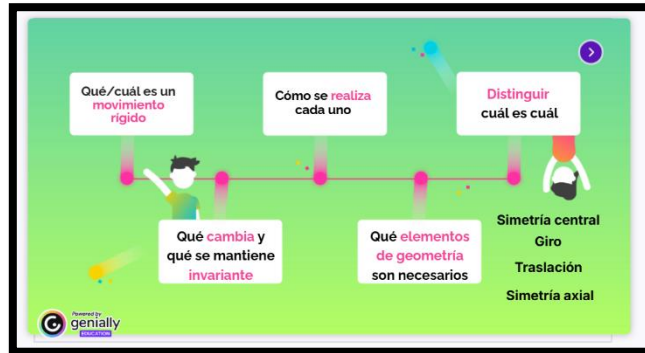 Qué/cuál es un
movimiento
rígido
Qué cambia y
qué se mantiene
invariante
Cómo se realiza
cada uno
Qué elementos
de geometría
son necesarios
Distinguir
cuál es cuál
Simetría central
Giro
Traslación
Simetría axial
Powered by
genially
EDUCATION